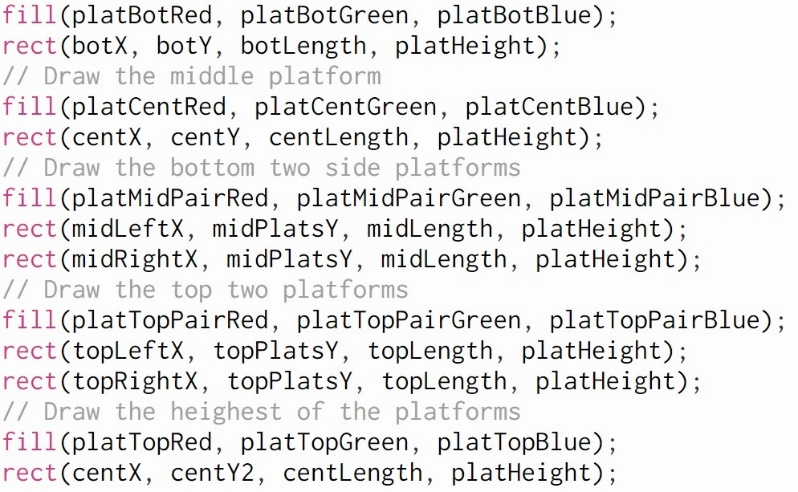 fill(platBotRed, platBotGreen, platBotBlue);
rect(botX, botY, botLength, platHeight);
// Draw the middle platform
fill(platCentRed, platCentGreen, platCentBlue);
rect(centX, centY, centLength, platHeight);
// Draw the bottom two side platforms
fill(platMidPairRed, platMidPairGreen, platMidPairBlue);
rect(midLeftX, midPlatsY, midLength, platHeight);
rect(midRightX, midPlatsY, midLength, platHeight);
// Draw the top two platforms
fill(platTopPairRed, platTopPairGreen, platTopPairBlue);
rect(topLeftX, topPlatsY, topLength, platHeight);
rect(topRightX, topPlatsY, topLength, platHeight);
// Draw the heighest of the platforms
fill(platTopRed, platTopGreen, platTopBlue);
rect(centX, centY2, centLength, platHeight);